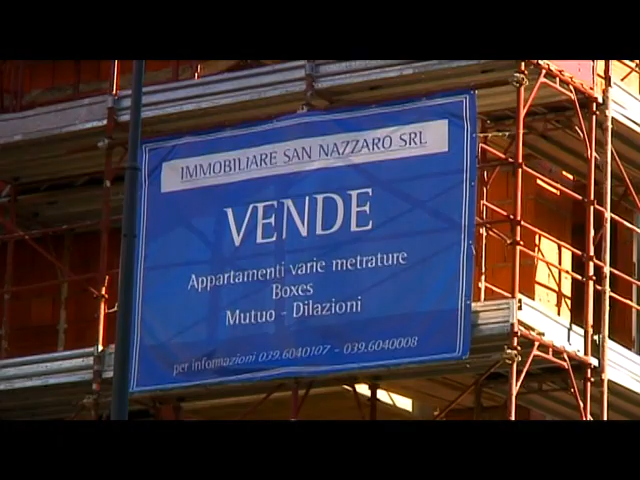 IMMOBILIARE SAN NAZZARO SRL
VENDE
Appartamenti varie metrature
Boxes
Mutuo - Dilazioni
per informazioni 039.6040107 - 039.6040008